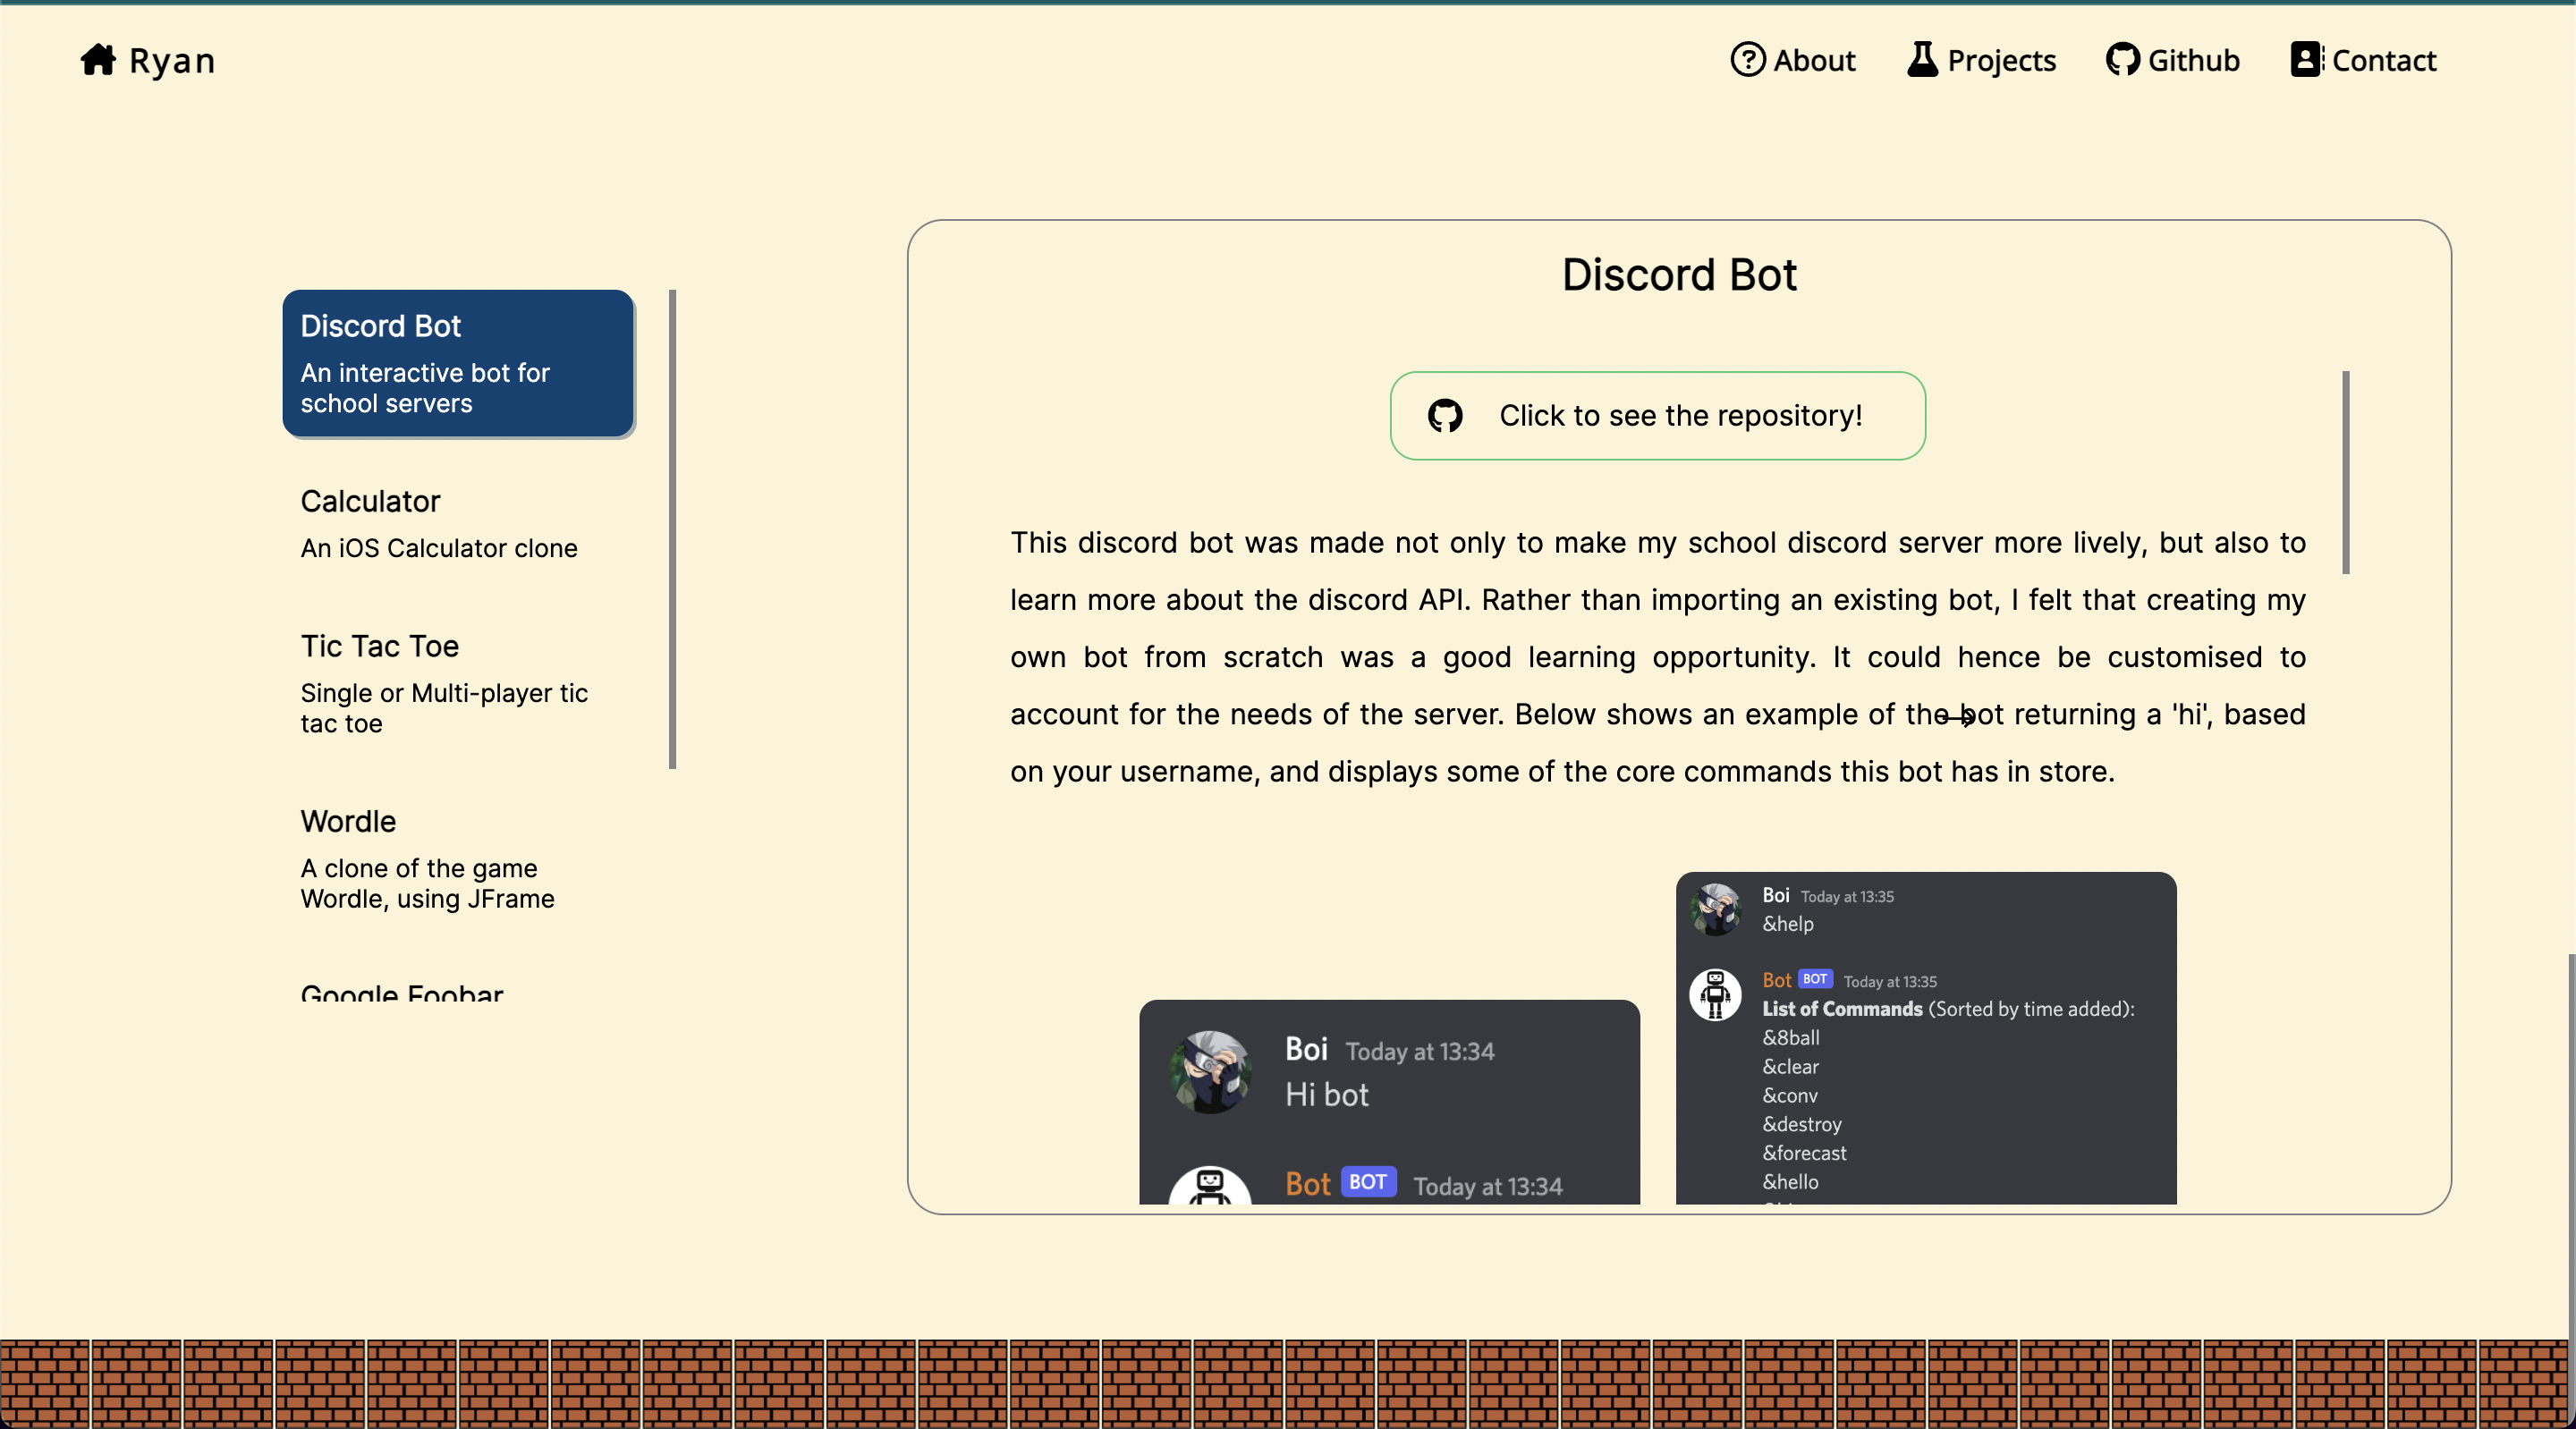 Ryan
About
Projects
Github
Contact
Discord Bot
An interactive bot for
school servers
Calculator
An iOS Calculator clone
Tic Tac Toe
Single or Multi-player tic
tac toe
Wordle
A clone of the game
Wordle, using JFrame
Google Foobar
Discord Bot
Click to see the repository!
This discord bot was made not only to make my school discord server more lively, but also to
learn more about the discord API. Rather than importing an existing bot, I felt that creating my
own bot from scratch was a good learning opportunity. It could hence be customised to
account for the needs of the server. Below shows an example of the bot returning a 'hi', based
on your username, and displays some of the core commands this bot has in store.
Boi Today at 13:34
Hi bot
Bot BOT Today at 13:34
Boi Today at 13:35
&help
Bot BOT Today at 13:35
List of Commands (Sorted by time added):
&8ball
&clear
&conv
&destroy
&forecast
&hello